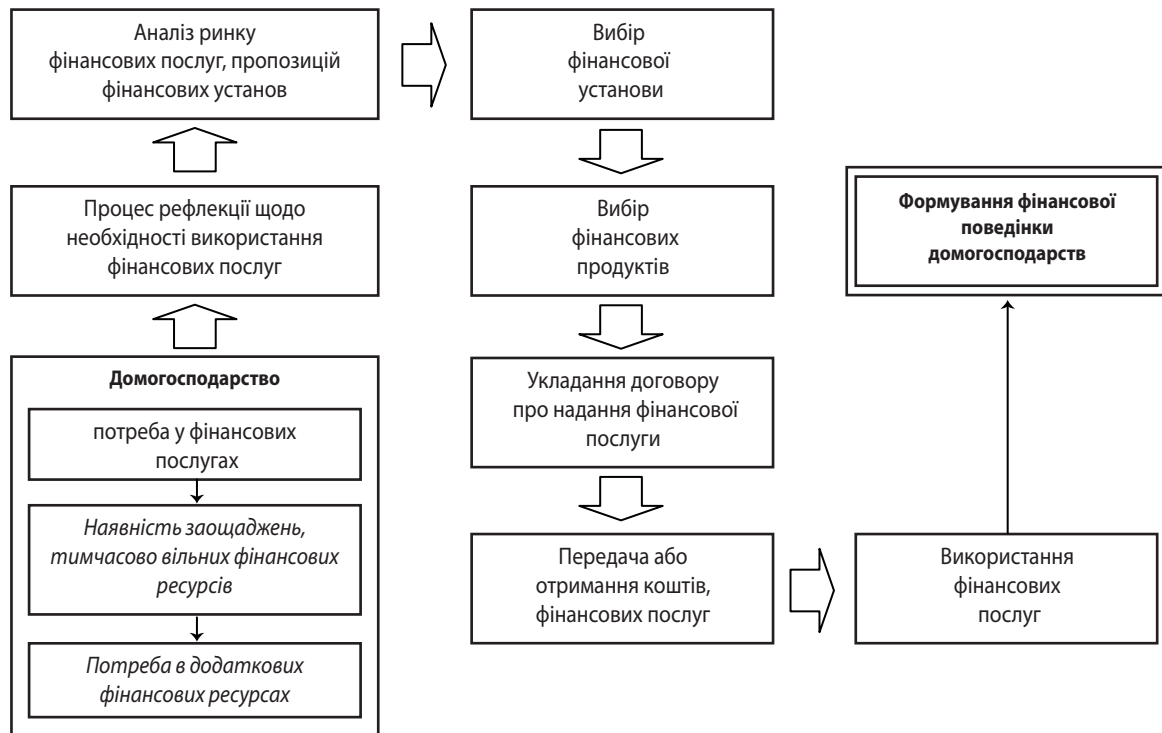 Аналіз ринку
фінансових послуг, пропозицій
фінансових установ
Вибір
фінансової
установи
Процес рефлекції щодо
необхідності використання
фінансових послуг
Вибір
фінансових
продуктів
Формування фінансової
поведінки
домогосподарств
Домогосподарство
потреба у фінансових
послугах
Наявність заощаджень,
тимчасово вільних фінансових
ресурсів
Потреба в додаткових
фінансових ресурсах
Укладання договору
про надання фінансової
послуги
Передача або
отримання коштів,
фінансових послуг
Використання
фінансових
послуг